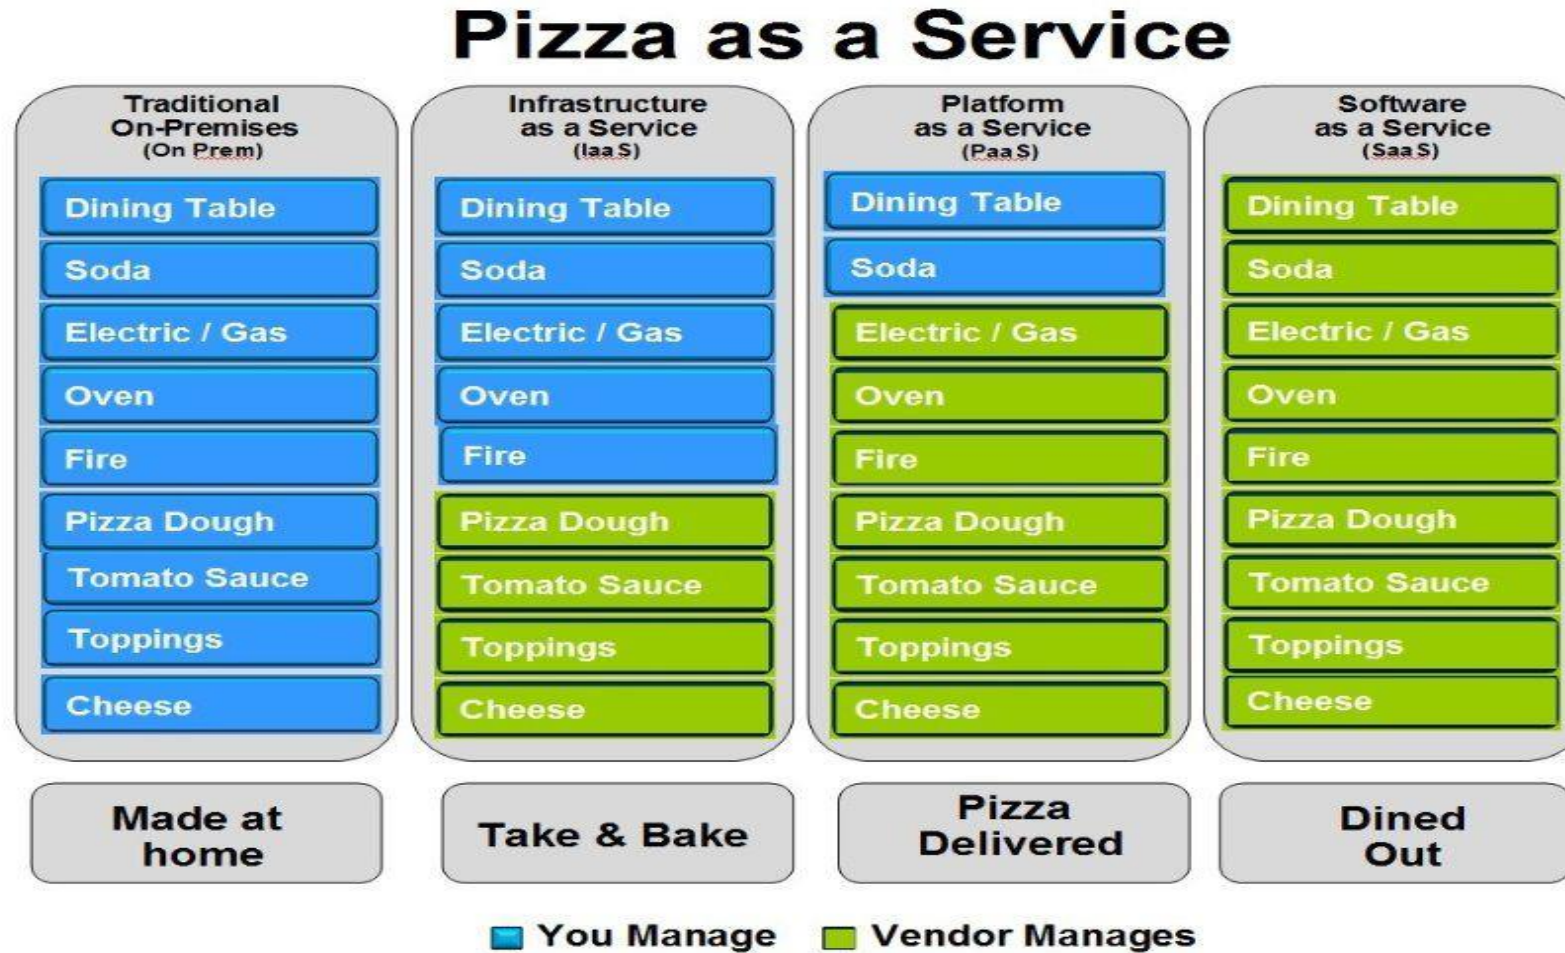 Pizza as a Service
Traditional
On-Premises
(On Prem)
Dining Table
Soda
Electric / Gas
Oven
Fire
Pizza Dough
Tomato Sauce
Toppings
Cheese
Made at
home
Infrastructure
as a Service
(IaaS)
Dining Table
Soda
Electric / Gas
Oven
Fire
Pizza Dough
Tomato Sauce
Toppings
Cheese
Take & Bake
Platform
as a Service
(PaaS)
Dining Table
Soda
Electric / Gas
Oven
Fire
Pizza Dough
Tomato Sauce
Toppings
Cheese
Pizza
Delivered
Software
as a Service
(SaaS)
Dining Table
Soda
Electric / Gas
Oven
Fire
Pizza Dough
Tomato Sauce
Toppings
Cheese
Dined
Out
You Manage
Vendor Manages